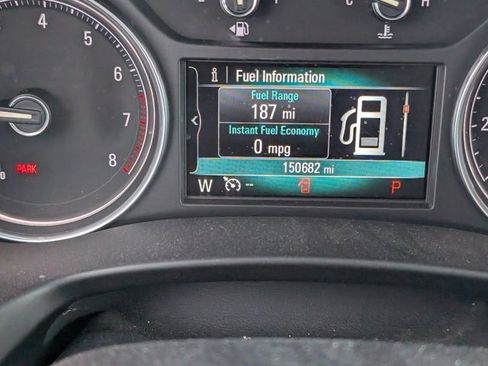 H
i Fuel Information
Fuel Range
187 mi
Instant Fuel Economy
0 mpg
150682 mi
W -- P
4
5
6
7
8
PARK
2